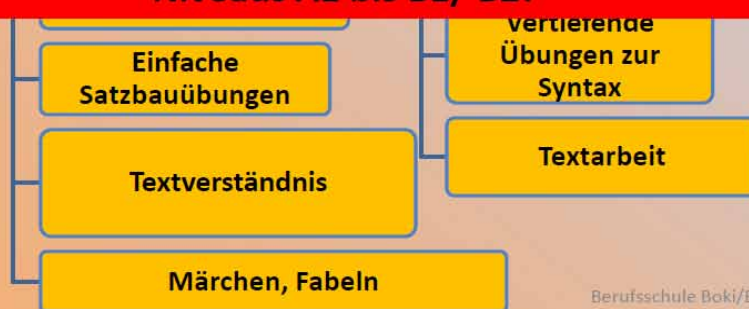 Einfache
Satzbauübungen
Textverständnis
Märchen, Fabeln
Vertiefende
Übungen zur
Syntax
Textarbeit
Berufsschule Boki/